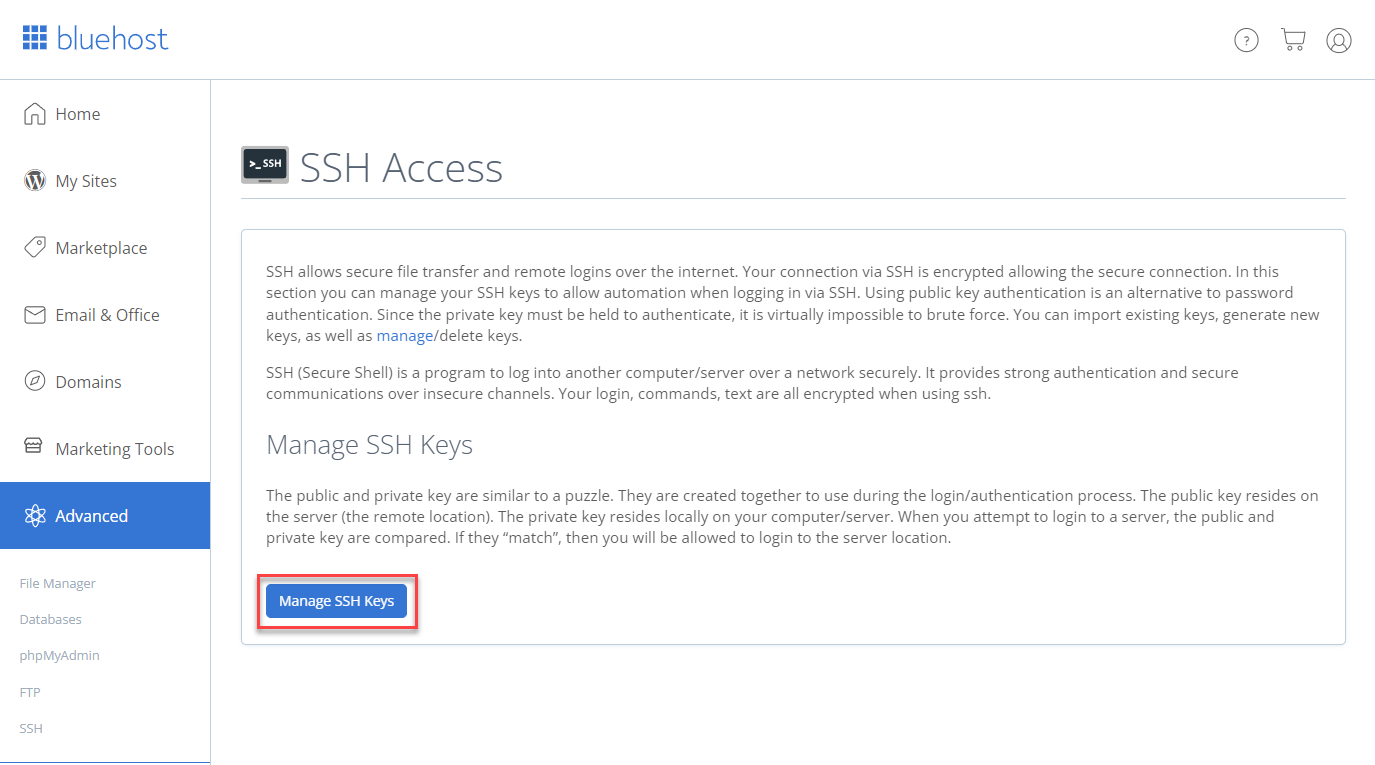 bluehost
?
Home
My Sites
Marketplace
Email & Office
Domains
Marketing Tools
Advanced
File Manager
Databases
phpMyAdmin
FTP
SSH
>_ SSH
SSH Access
SSH allows secure file transfer and remote logins over the internet. Your connection via SSH is encrypted allowing the secure connection. In this
section you can manage your SSH keys to allow automation when logging in via SSH. Using public key authentication is an alternative to password
authentication. Since the private key must be held to authenticate, it is virtually impossible to brute force. You can import existing keys, generate new
keys, as well as manage/delete keys.
SSH (Secure Shell) is a program to log into another computer/server over a network securely. It provides strong authentication and secure
communications over insecure channels. Your login, commands, text are all encrypted when using ssh.
Manage SSH Keys
The public and private key are similar to a puzzle. They are created together to use during the login/authentication process. The public key resides on
the server (the remote location). The private key resides locally on your computer/server. When you attempt to login to a server, the public and
private key are compared. If they “match”, then you will be allowed to login to the server location.
Manage SSH Keys